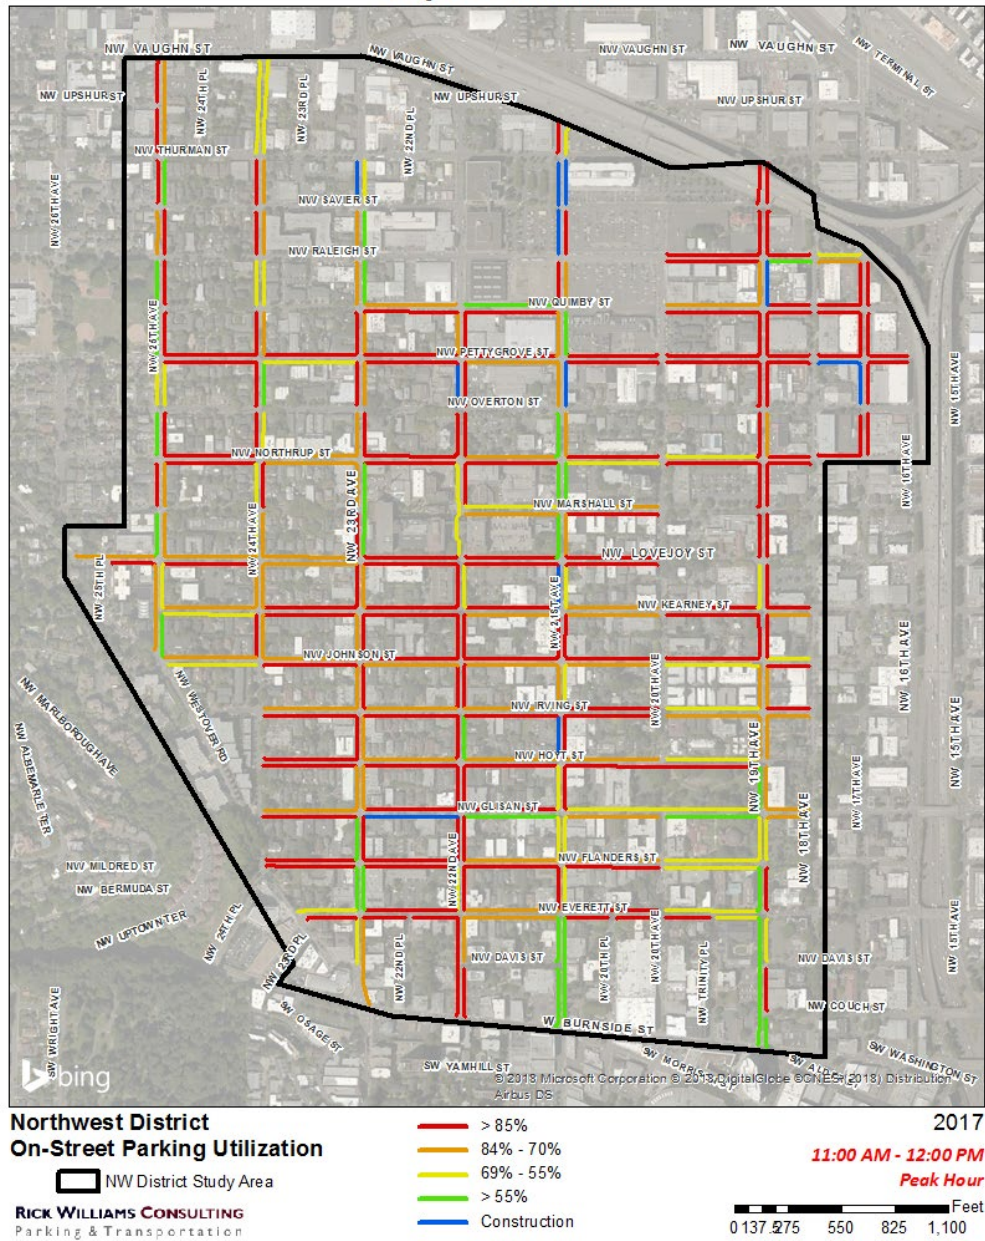 NW VAUGHN ST
NW VAUGHN ST
NW VAUGHN ST
NW VAUGHN ST
NW TERMINAL ST
NW UPSHUR ST
NW 24TH PL
NW 23RD PL
NW 22ND PL
NW UPSHUR ST
NW UPSHUR ST
NW THURMAN ST
NW 26TH AVE
NW SAVIER ST
NW RALEIGH ST
NW QUIMBY ST
NW 25TH AVE
NW PETTYGROVE ST
NW 15TH AVE
NW OVERTON ST
NW NORTHRUP ST
NW 16TH AVE
NW 23RD AVE
NW MARSHALL ST
NW 24TH AVE
NW LOVEJOY ST
NW 25TH PL
NW 21ST AVE
NW KEARNEY ST
NW JOHNSON ST
NW 20TH AVE
NW 16TH AVE
NW MARLBOROUGH AVE
NW WESTOVER RD
NW IRVING ST
NW 15TH AVE
NW ALBEMARLE TER
NW HOYT ST
NW 19TH AVE
NW 17TH AVE
NW GLISAN ST
NW 18TH AVE
NW 22ND AVE
NW FLANDERS ST
NW MILDRED ST
NW BERMUDA ST
NW EVERETT ST
NW UPTOWN TER
NW 24TH PL
NW 23RD PL
NW 22ND PL
NW DAVIS ST
NW 20TH PL
NW 20TH AVE
NW TRINITY PL
NW DAVIS ST
NW 15TH AVE
NW COUCH ST
SW WRIGHT AVE
SW OSAGE ST
W BURNSIDE ST
SW YAMHILL ST
SW MORRISON ST
SW ALDER ST
SW WASHINGTON ST
bing
© 2018 Microsoft Corporation © 2018 DigitalGlobe ©CNES (2018) Distribution
Airbus DS
Northwest District
On-Street Parking Utilization
NW District Study Area
RICK WILLIAMS CONSULTING
Parking & Transportation
> 85%
84% - 70%
69% - 55%
> 55%
Construction
2017
11:00 AM - 12:00 PM
Peak Hour
Feet
0 137.5 275 550 825 1,100